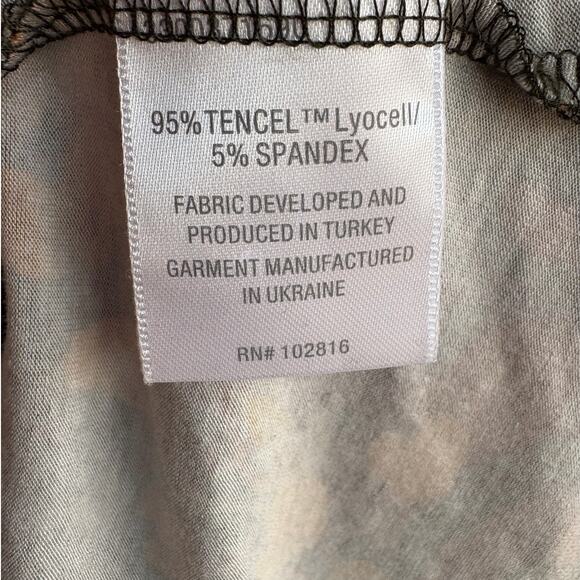 95% TENCEL™ Lyocell/
5% SPANDEX
FABRIC DEVELOPED AND
PRODUCED IN TURKEY
GARMENT MANUFACTURED
IN UKRAINE
RN# 102816